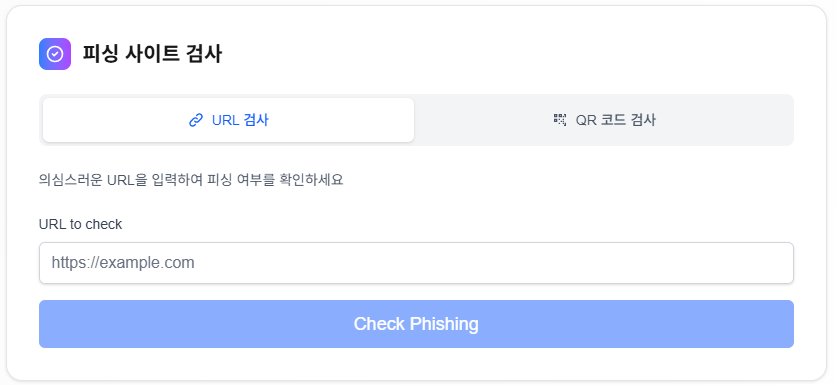 피싱 사이트 검사
URL 검사
QR 코드 검사
의심스러운 URL을 입력하여 피싱 여부를 확인하세요
URL to check
https://example.com
Check Phishing